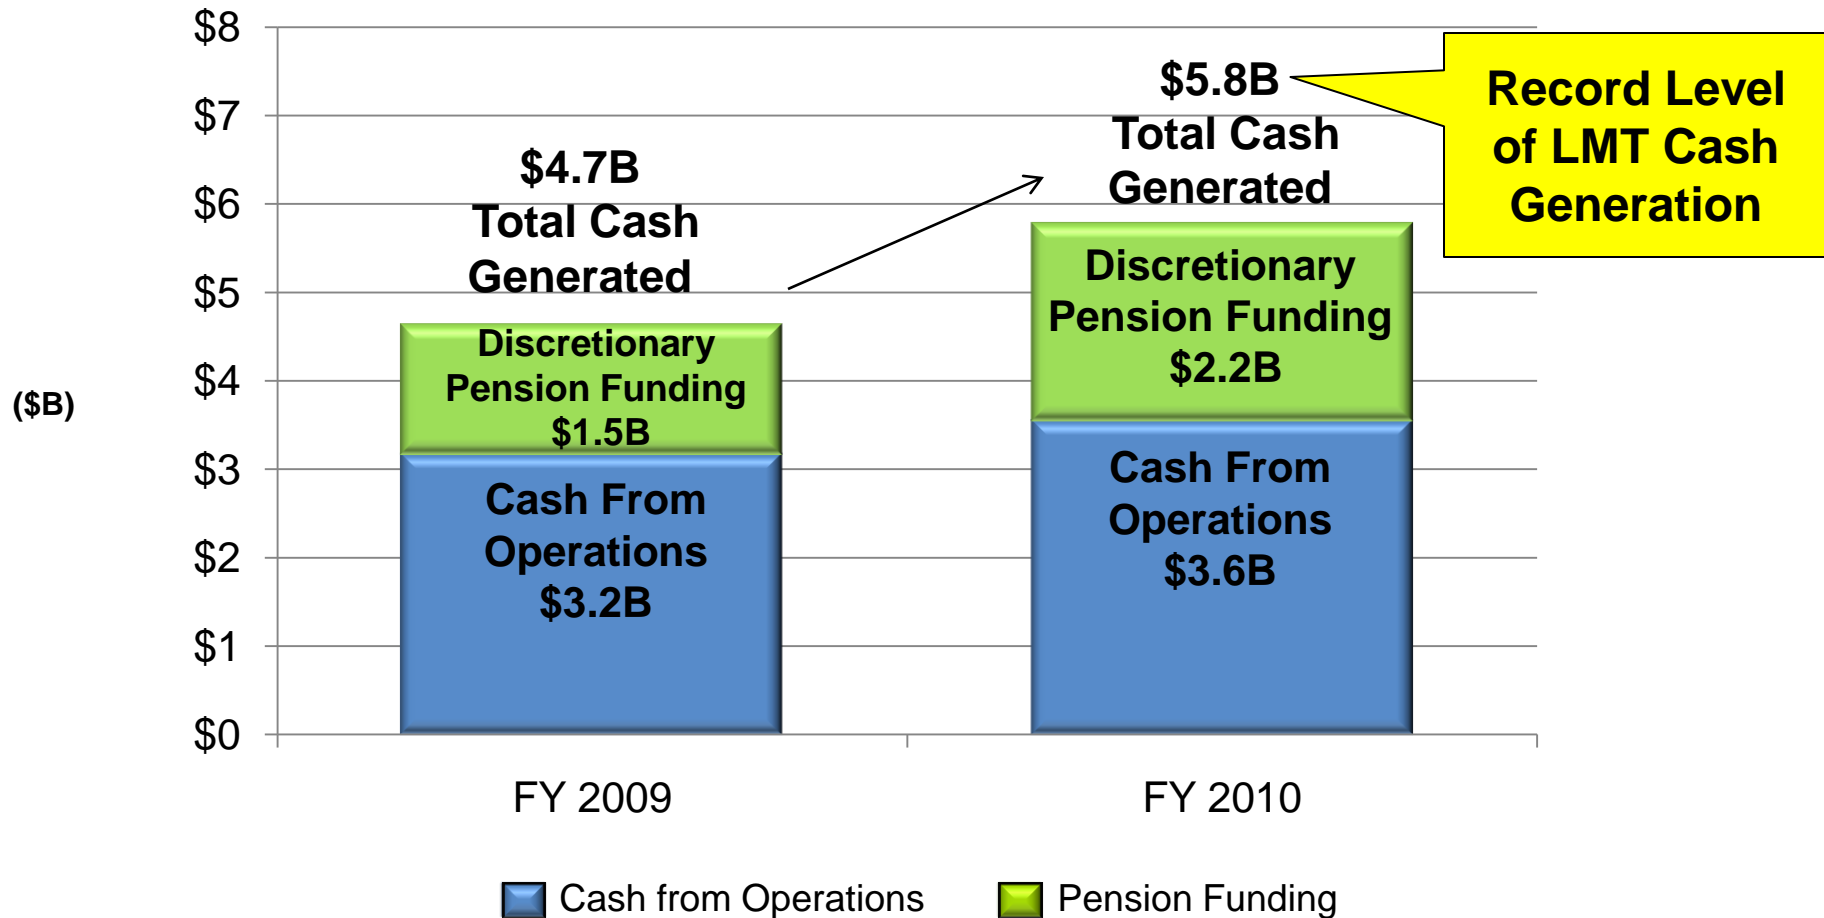 $8
$7
$6
$5
$4
$3
$2
$1
$0
($B)
$4.7B
Total Cash
Generated
Discretionary
Pension Funding
$1.5B
Cash From
Operations
$3.2B
$5.8B
Total Cash
Generated
Discretionary
Pension Funding
$2.2B
Cash From
Operations
$3.6B
Record Level
of LMT Cash
Generation
FY 2009
FY 2010
Cash from Operations
Pension Funding